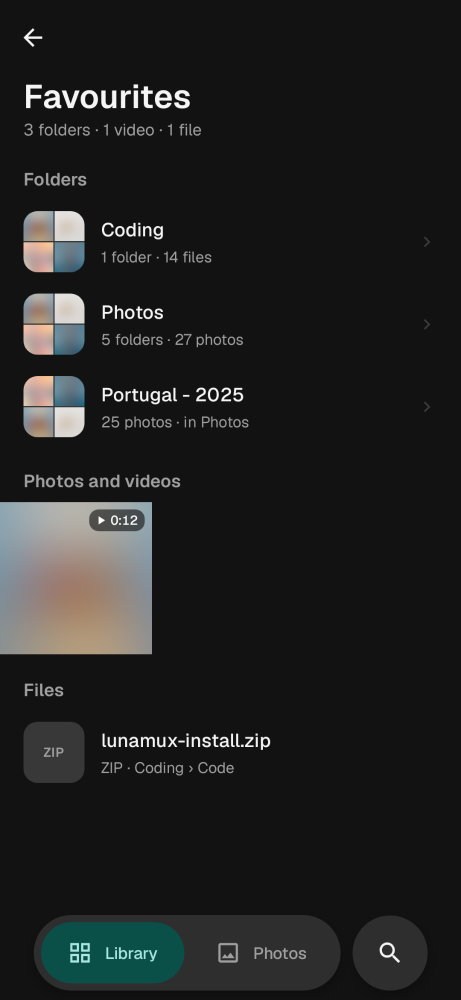 Favourites
3 folders · 1 video · 1 file
Folders
Coding
1 folder · 14 files
Photos
5 folders · 27 photos
Portugal - 2025
25 photos · in Photos
Photos and videos
0:12
Files
ZIP
lunamux-install.zip
ZIP · Coding › Code
Library
Photos